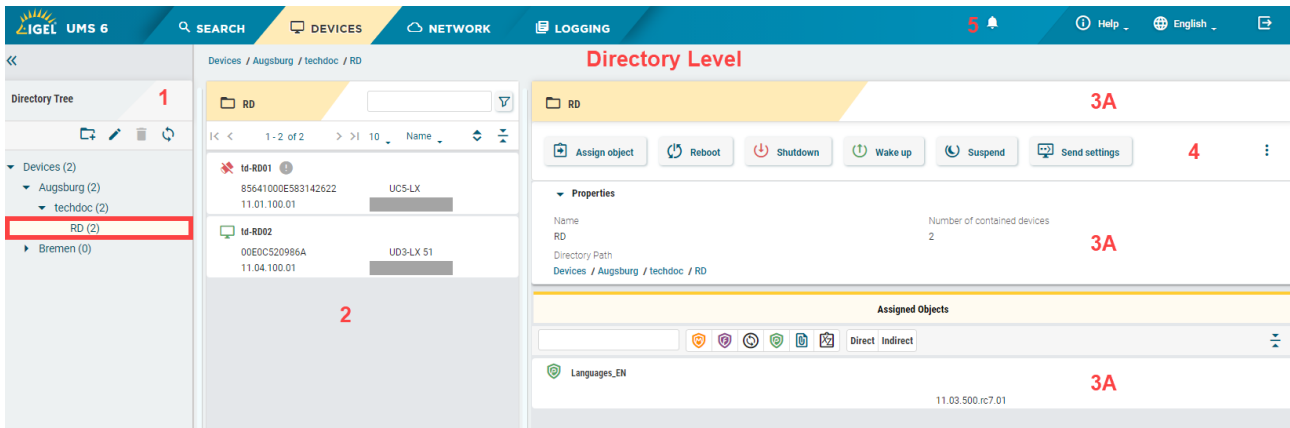 IGEL UMS 6
SEARCH
DEVICES
NETWORK
LOGGING
5
Help
English
Devices / Augsburg / techdoc / RD
Directory Level
Directory Tree
1
Devices (2)
Augsburg (2)
techdoc (2)
RD (2)
Bremen (0)
RD
1 - 2 of 2
10
Name
td-RD01
85641000E583142622
UC5-LX
11.01.100.01
td-RD02
00E0C520986A
UD3-LX 51
11.04.100.01
2
RD
3A
Assign object
Reboot
Shutdown
Wake up
Suspend
Send settings
4
Properties
Name
Number of contained devices
RD
2
3A
Directory Path
Devices / Augsburg / techdoc / RD
Assigned Objects
Direct
Indirect
Languages_EN
3A
11.03.500.rc7.01